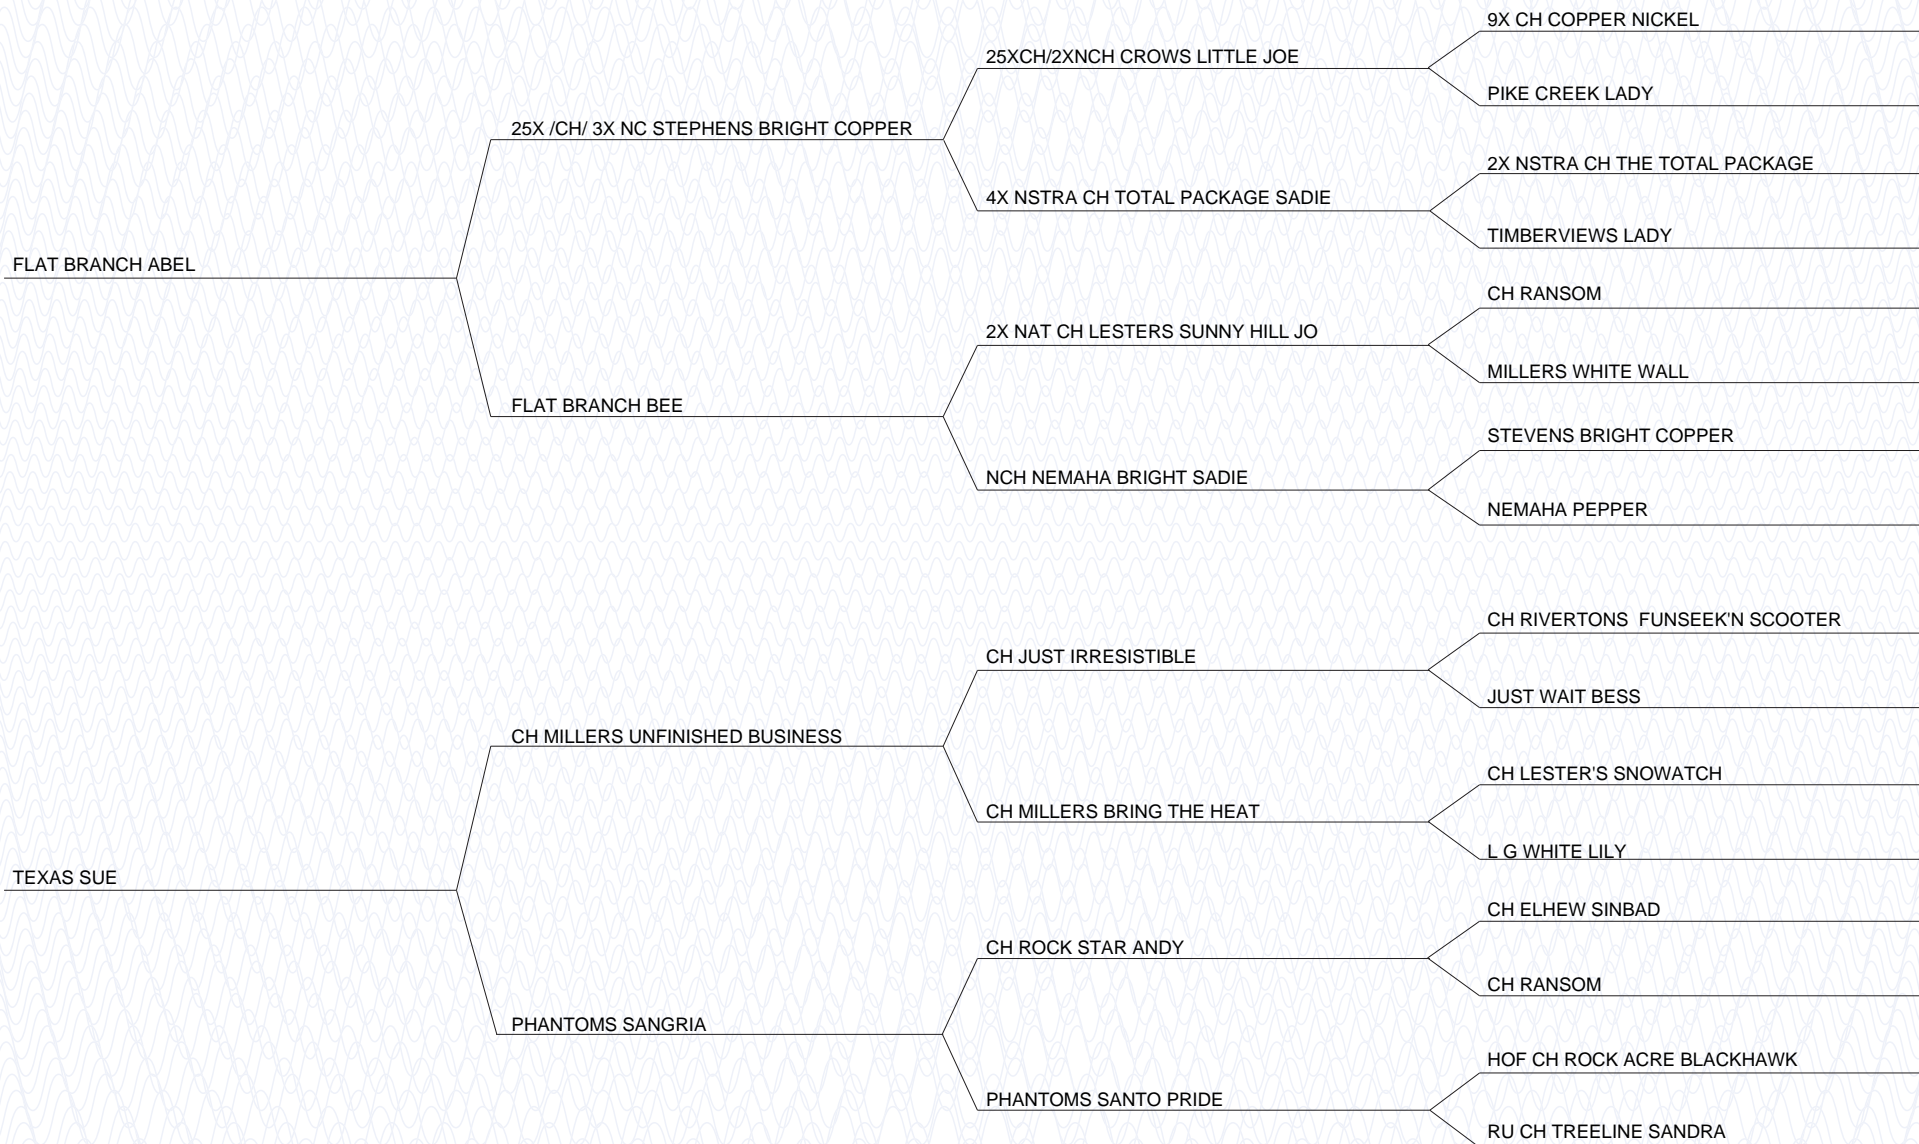 9X CH COPPER NICKEL
25XCH/2XNCH CROWS LITTLE JOE
PIKE CREEK LADY
25X /CH/ 3X NC STEPHENS BRIGHT COPPER
2X NSTRA CH THE TOTAL PACKAGE
4X NSTRA CH TOTAL PACKAGE SADIE
TIMBERVIEWS LADY
FLAT BRANCH ABEL
CH RANSOM
2X NAT CH LESTERS SUNNY HILL JO
MILLERS WHITE WALL
FLAT BRANCH BEE
STEVENS BRIGHT COPPER
NCH NEMAHA BRIGHT SADIE
NEMAHA PEPPER
CH RIVERTONS  FUNSEEK'N SCOOTER
CH JUST IRRESISTIBLE
JUST WAIT BESS
CH MILLERS UNFINISHED BUSINESS
CH LESTER'S SNOWATCH
CH MILLERS BRING THE HEAT
L G WHITE LILY
TEXAS SUE
CH ELHEW SINBAD
CH ROCK STAR ANDY
CH RANSOM
PHANTOMS SANGRIA
HOF CH ROCK ACRE BLACKHAWK
PHANTOMS SANTO PRIDE
RU CH TREELINE SANDRA